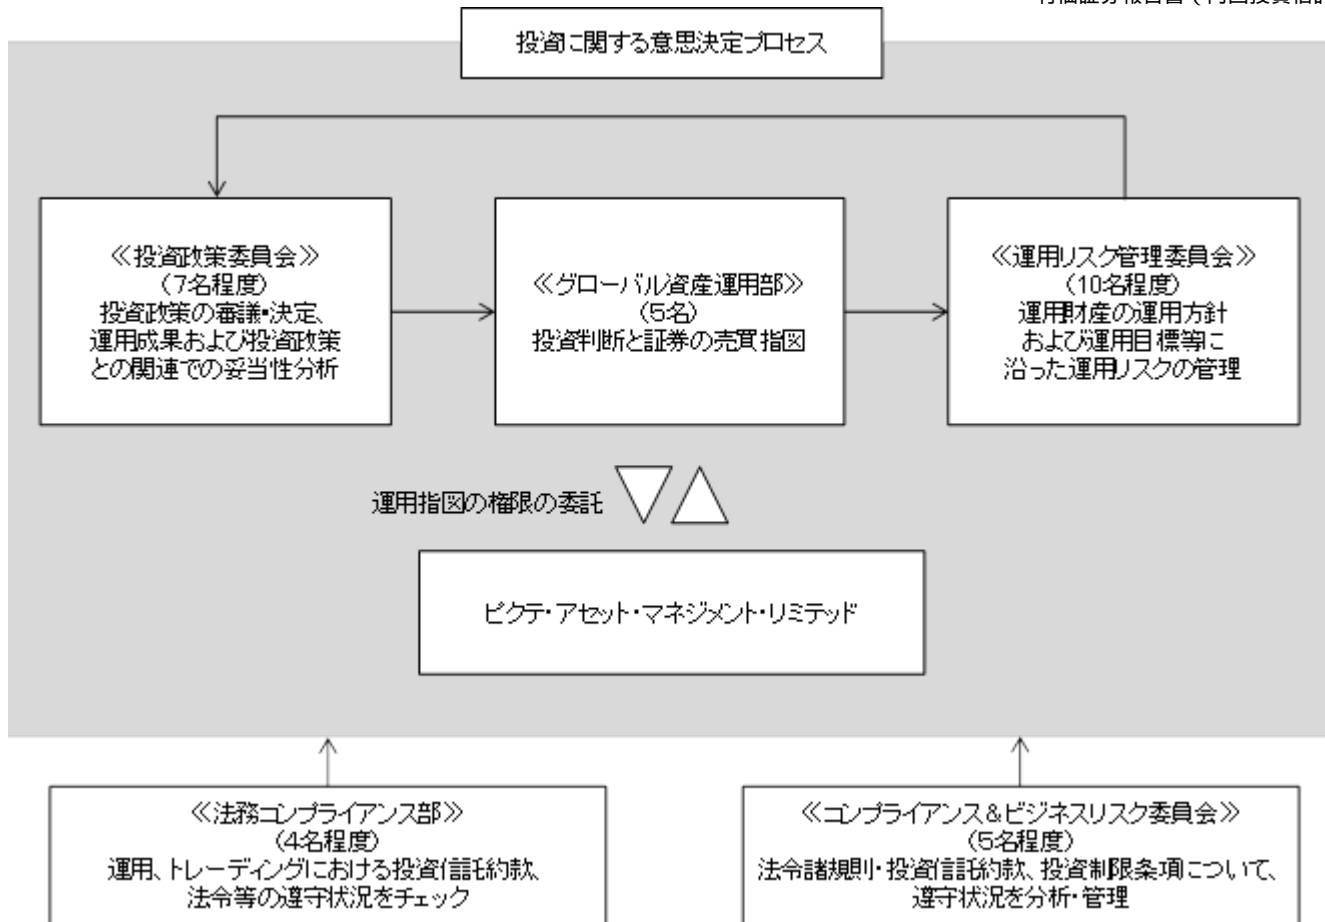 投資に関する意思決定プロセス
≪投資政策委員会≫
(7名程度)
投資政策の審議・決定、
運用成果および投資政策
との関連での妥当性分析
≪グローバル資産運用部≫
(5名)
投資判断と証券の売買指図
≪運用リスク管理委員会≫
(10名程度)
運用財産の運用方針
および運用目標等に
沿った運用リスクの管理
運用指図の権限の委託
ピクテ・アセット・マネジメント・リミテッド
≪法務コンプライアンス部≫
(4名程度)
運用、トレーディングにおける投資信託約款、
法令等の遵守状況をチェック
≪コンプライアンス&ビジネスリスク委員会≫
(5名程度)
法令諸規則・投資信託約款、投資制限条項について、
遵守状況を分析・管理